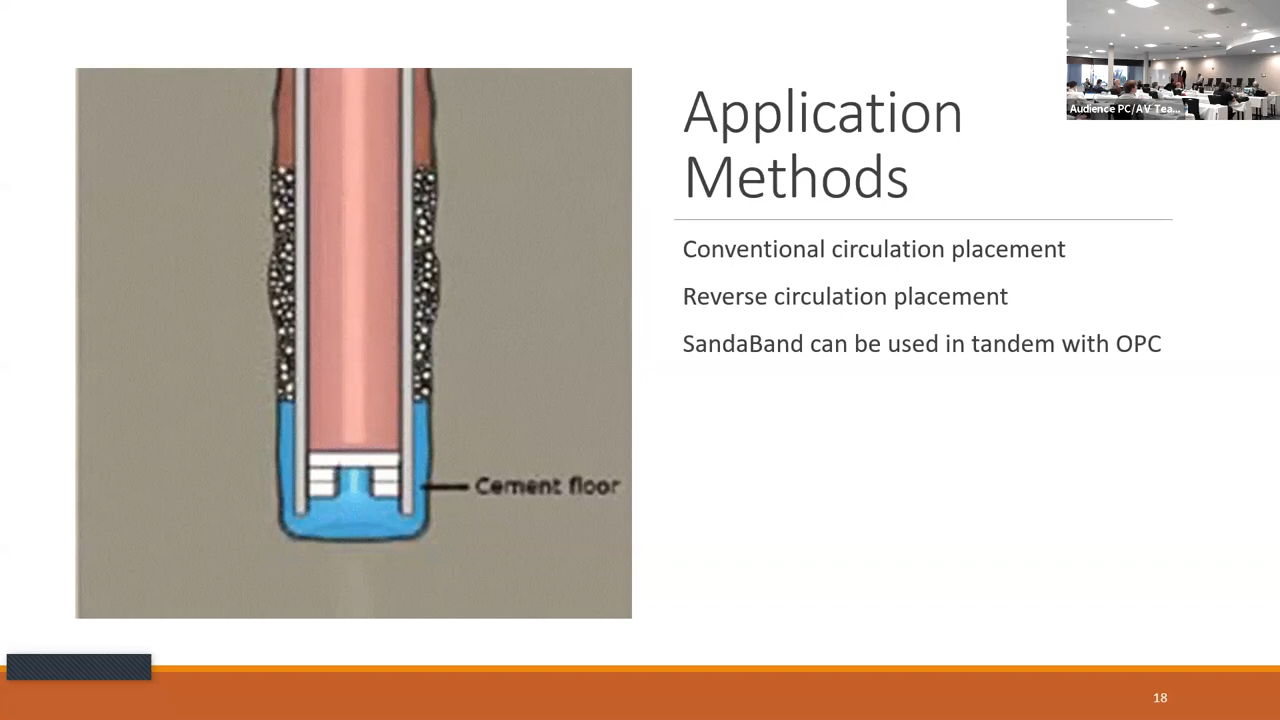 Audience PC/AV Tea...
Application
Methods
Conventional circulation placement
Reverse circulation placement
SandaBand can be used in tandem with OPC
Cement floor
18